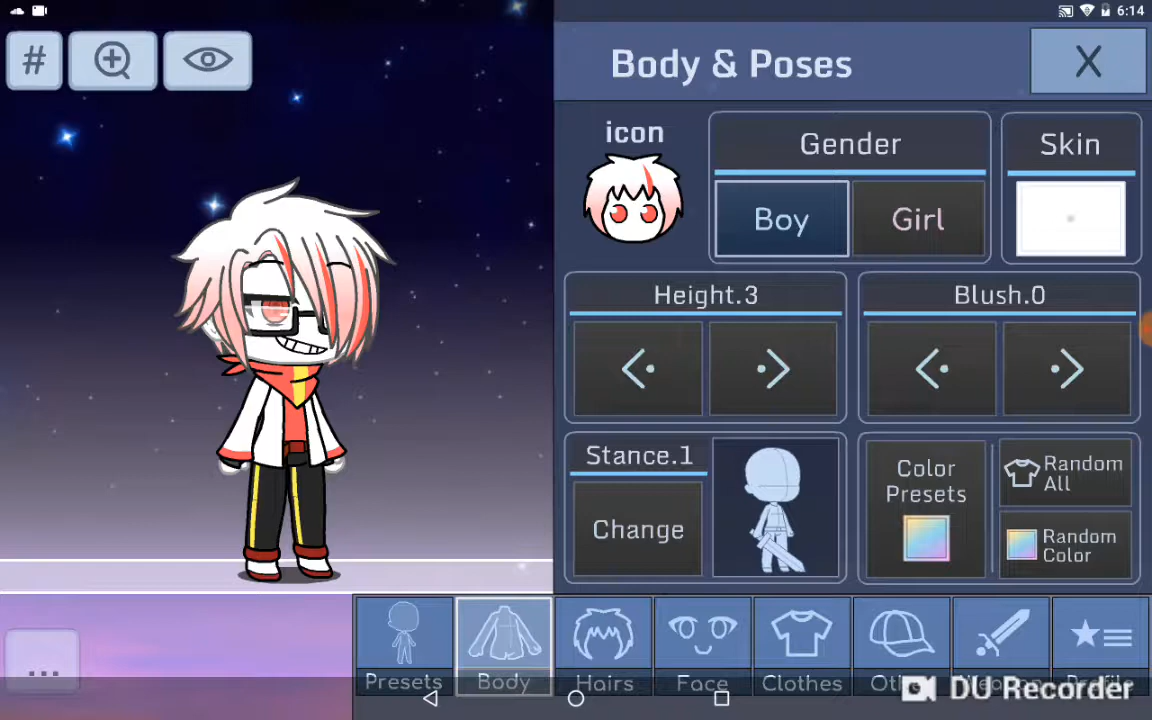 6:14
#
Body & Poses
X
icon
Gender
Skin
Boy
Girl
Height.3
Blush.0
Stance.1
Change
Color
Presets
Random
All
Random
Color
...
Presets
Body
Hairs
Face
Clothes
DU Recorder